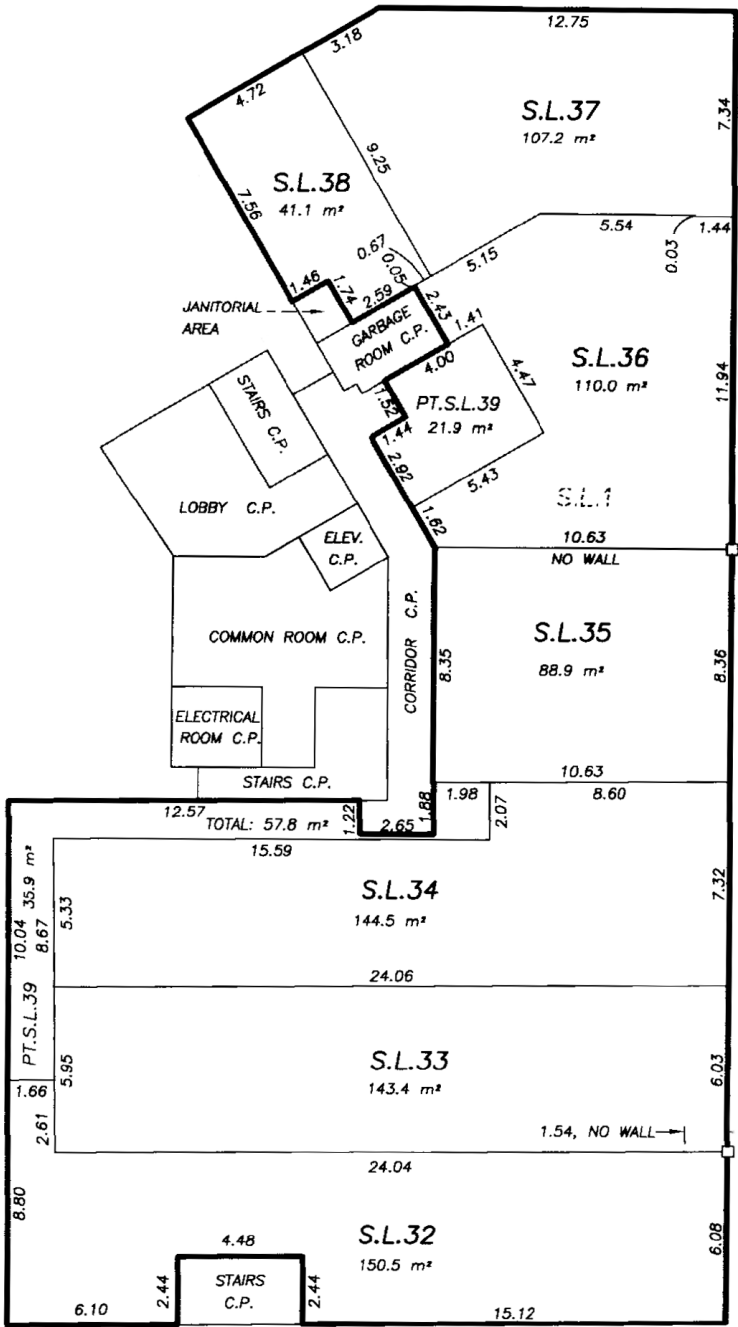 12.75
3.18
4.72
S.L.37
107.2 m²
7.34
9.25
S.L.38
41.1 m²
7.56
0.67
0.05
5.15
5.54
0.03
1.44
1.46
1.74
2.59
2.43
JANITORIAL
AREA
GARBAGE
ROOM C.P.
1.41
4.00
4.47
S.L.36
110.0 m²
11.94
STAIRS C.P.
1.52
PT.S.L.39
21.9 m²
1.44
2.92
5.43
LOBBY C.P.
1.62
S.L.1
ELEV.
C.P.
10.63
NO WALL
COMMON ROOM C.P.
CORRIDOR C.P.
8.35
S.L.35
88.9 m²
8.36
ELECTRICAL
ROOM C.P.
STAIRS C.P.
10.63
12.57
TOTAL: 57.8 m²
1.22
2.65
1.88
1.98
2.07
8.60
15.59
10.04
35.9 m²
8.67
5.33
S.L.34
144.5 m²
7.32
24.06
PT.S.L.39
5.95
S.L.33
143.4 m²
6.03
1.66
2.61
1.54, NO WALL
24.04
8.80
4.48
S.L.32
150.5 m²
6.08
2.44
STAIRS
C.P.
2.44
6.10
15.12